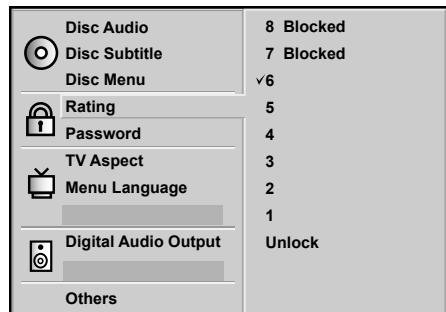 Disc Audio
Disc Subtitle
Disc Menu
Rating
Password
TV Aspect
Menu Language
Digital Audio Output
Others
8 Blocked
7 Blocked
✓6
5
4
3
2
1
Unlock